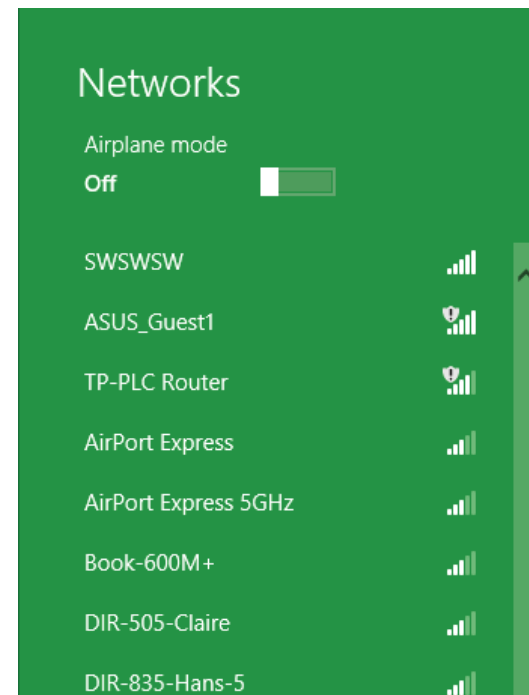 Networks
Airplane mode
Off
SWSWSW
ASUS_Guest1
TP-PLC Router
AirPort Express
AirPort Express 5GHz
Book-600M+
DIR-505-Claire
DIR-835-Hans-5